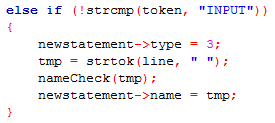 else if (!strcmp(token, "INPUT"))
{
newstatement->type = 3;
tmp = strtok(line, " ");
nameCheck(tmp);
newstatement->name = tmp;
}